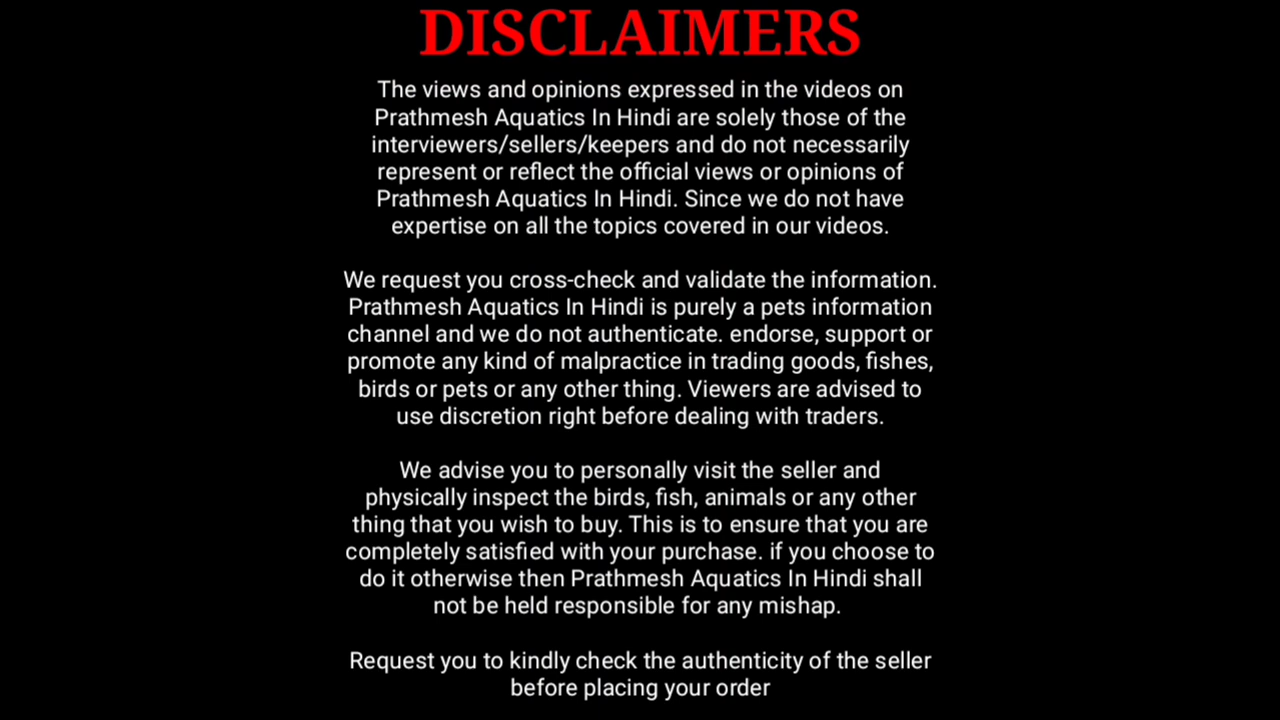 DISCLAIMERS
The views and opinions expressed in the videos on
Prathmesh Aquatics In Hindi are solely those of the
interviewers/sellers/keepers and do not necessarily
represent or reflect the official views or opinions of
Prathmesh Aquatics In Hindi. Since we do not have
expertise on all the topics covered in our videos.
We request you cross-check and validate the information.
Prathmesh Aquatics In Hindi is purely a pets information
channel and we do not authenticate. endorse, support or
promote any kind of malpractice in trading goods, fishes,
birds or pets or any other thing. Viewers are advised to
use discretion right before dealing with traders.
We advise you to personally visit the seller and
physically inspect the birds, fish, animals or any other
thing that you wish to buy. This is to ensure that you are
completely satisfied with your purchase. if you choose to
do it otherwise then Prathmesh Aquatics In Hindi shall
not be held responsible for any mishap.
Request you to kindly check the authenticity of the seller
before placing your order